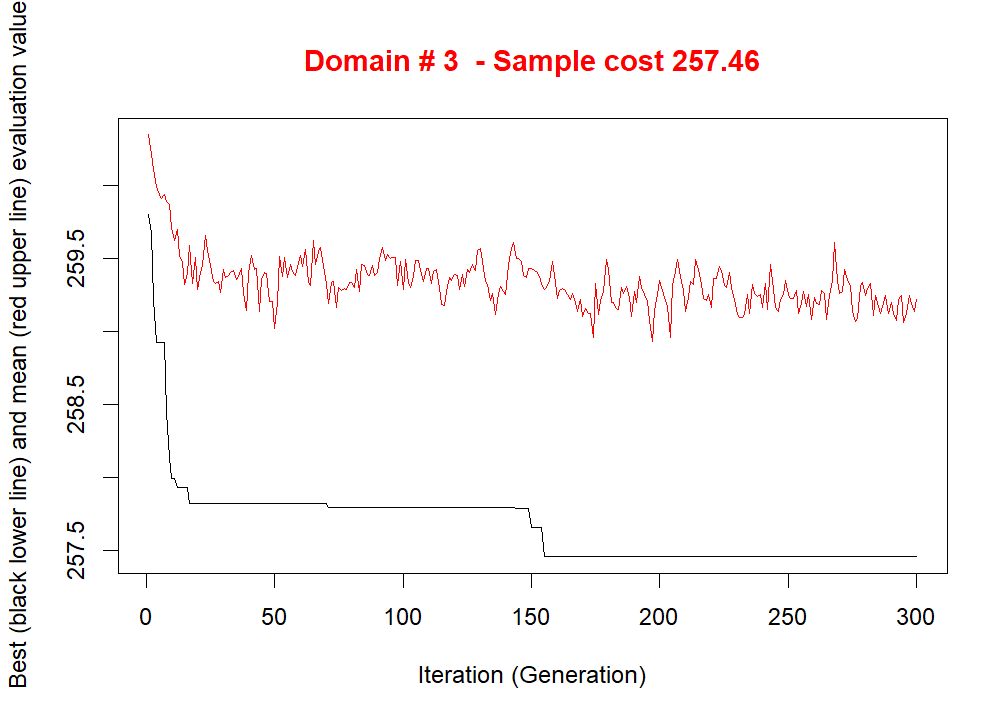 Domain # 3  - Sample cost 257.46
Best (black lower line) and mean (red upper line) evaluation value
259.5
258.5
257.5
0 50 100 150 200 250 300
Iteration (Generation)